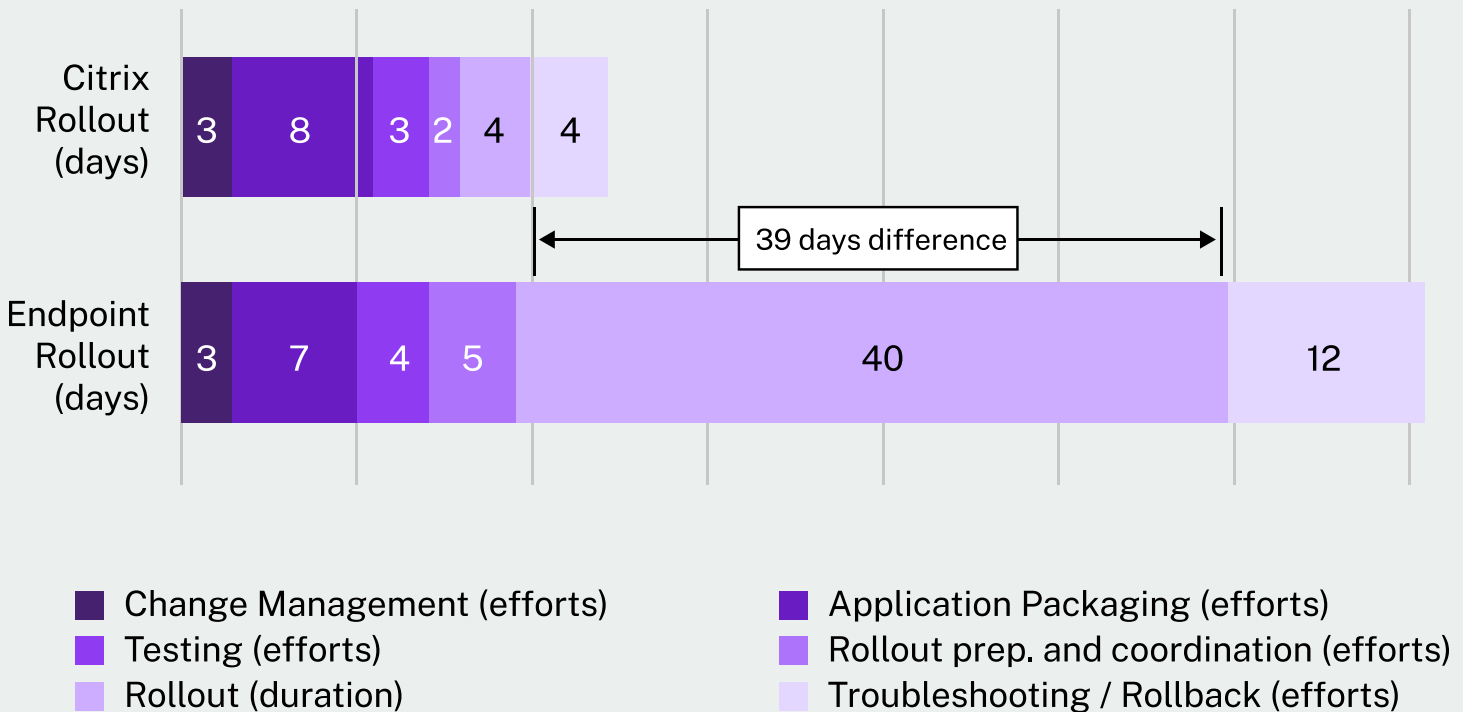 Citrix
Rollout
(days)
3 8 3 2 4 4
39 days difference
Endpoint
Rollout
(days)
3 7 4 5 40 12
Change Management (efforts)
Application Packaging (efforts)
Testing (efforts)
Rollout prep. and coordination (efforts)
Rollout (duration)
Troubleshooting / Rollback (efforts)